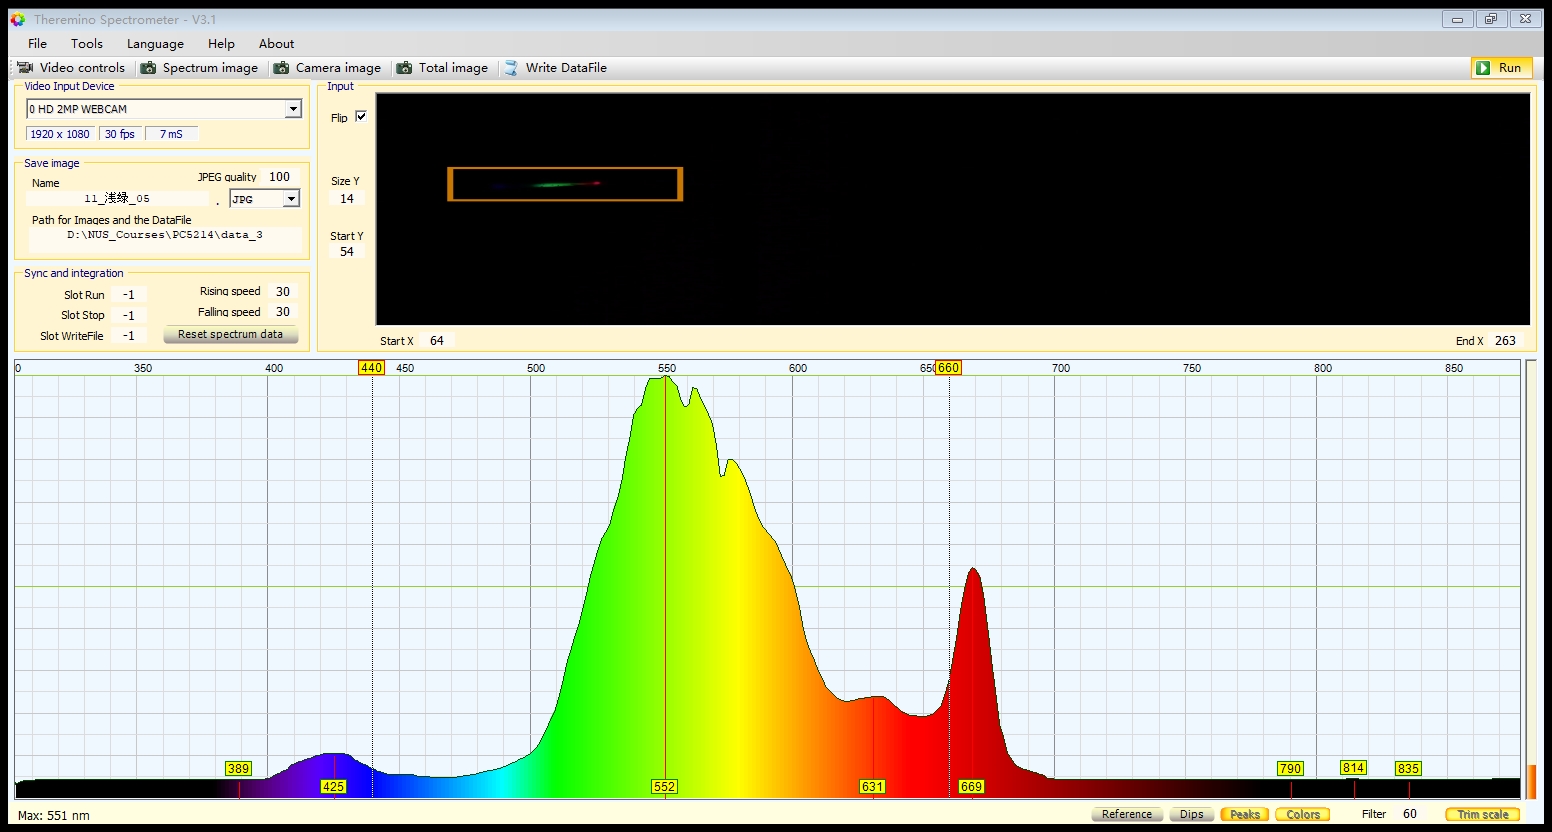 Theremino Spectrometer - V3.1
File Tools Language Help About
Video controls Spectrum image Camera image Total image Write DataFile Run
Video Input Device
0 HD 2MP WEBCAM
1920 x 1080 30 fps 7 mS
Save image
JPEG quality 100
Name
11_浅绿_05 . JPG
Path for Images and the DataFile
D:\NUS_Courses\PC5214\data_3
Sync and integration
Slot Run -1 Rising speed 30
Slot Stop -1 Falling speed 30
Slot WriteFile -1 Reset spectrum data
Input
Flip
Size Y
14
Start Y
54
Start X 64 End X 263
0 350 400 440 450 500 550 600 650 660 700 750 800 850
389 790 814 835
425 552 631 669
Max: 551 nm Reference Dips Peaks Colors Filter 60 Trim scale